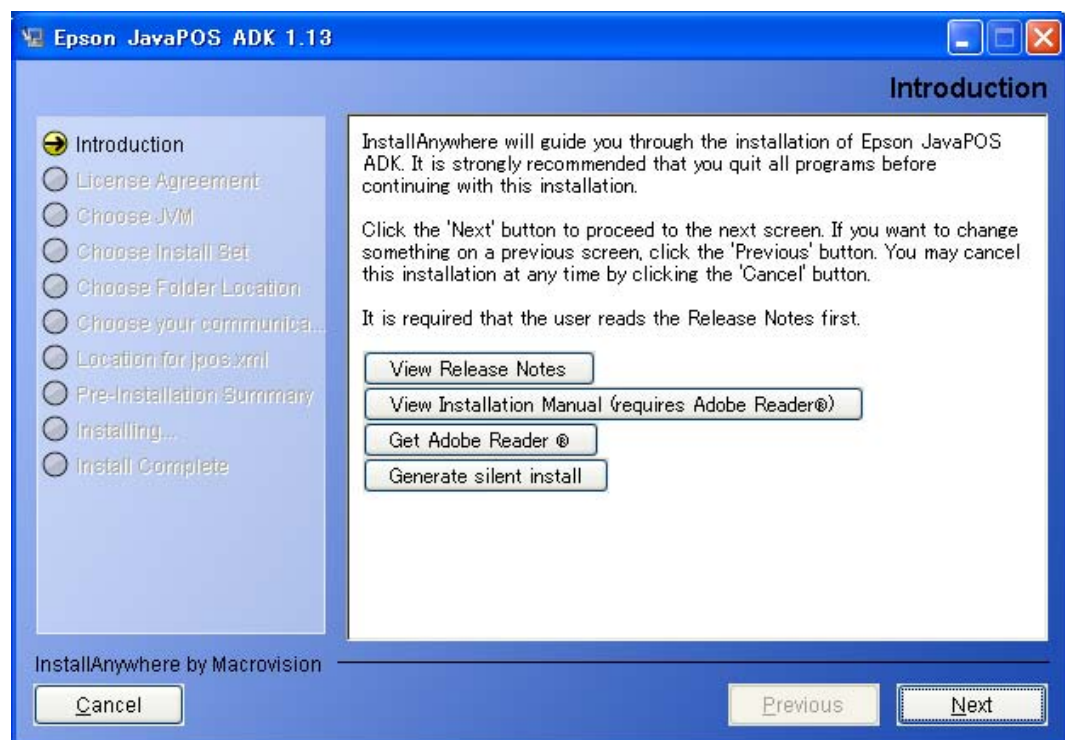 Epson JavaPOS ADK 1.13
Introduction
Introduction
License Agreement
Choose JVM
Choose Install Set
Choose Folder Location
Choose your communica...
Location for jpos.xml
Pre-Installation Summary
Installing...
Install Complete
InstallAnywhere will guide you through the installation of Epson JavaPOS
ADK. It is strongly recommended that you quit all programs before
continuing with this installation.
Click the 'Next' button to proceed to the next screen. If you want to change
something on a previous screen, click the 'Previous' button. You may cancel
this installation at any time by clicking the 'Cancel' button.
It is required that the user reads the Release Notes first.
View Release Notes
View Installation Manual (requires Adobe Reader®)
Get Adobe Reader ®
Generate silent install
InstallAnywhere by Macrovision
Cancel
Previous
Next